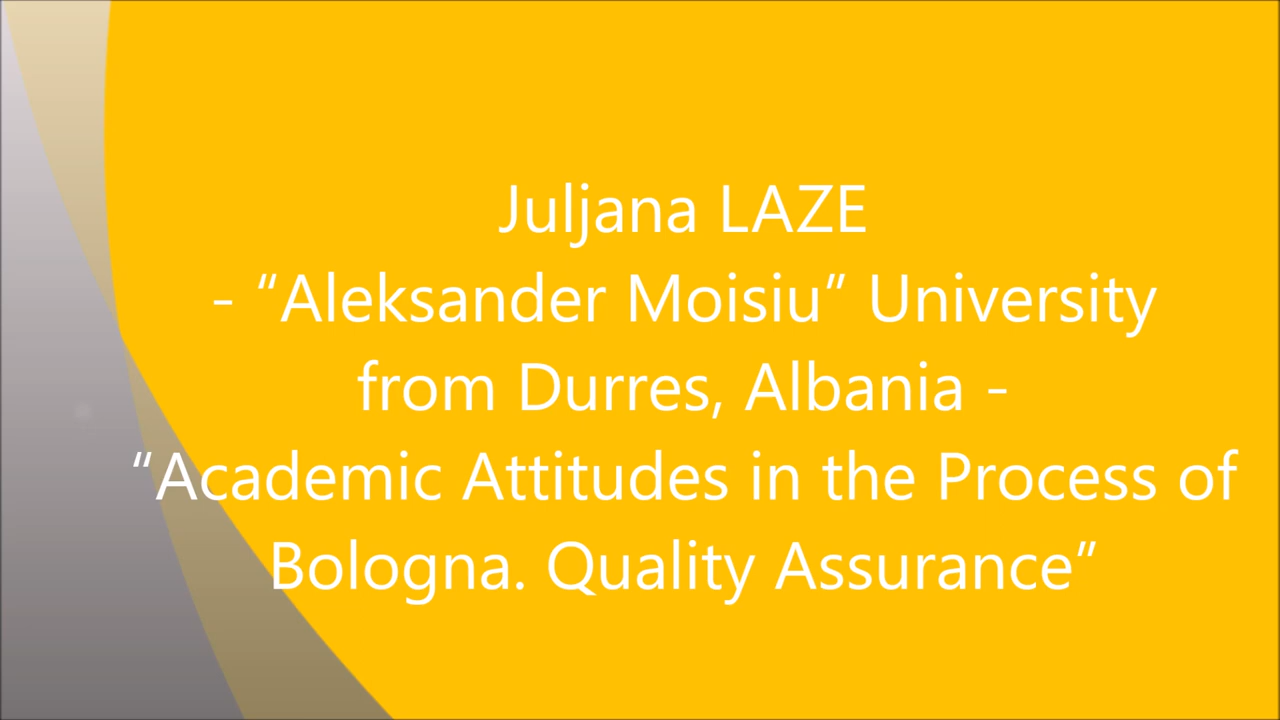 Juljana LAZE
- “Aleksander Moisiu” University
from Durres, Albania -
“Academic Attitudes in the Process of
Bologna. Quality Assurance”